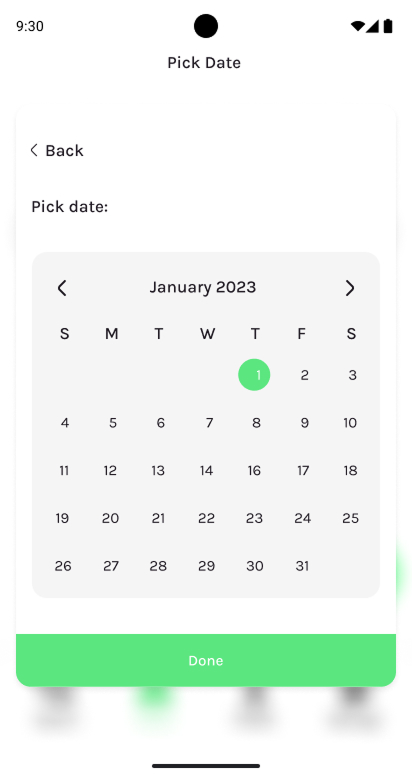 9:30
Pick Date
Back
Pick date:
January 2023
S M T W T F S
1 2 3
4 5 6 7 8 9 10
11 12 13 14 16 17 18
19 20 21 22 23 24 25
26 27 28 29 30 31
Done